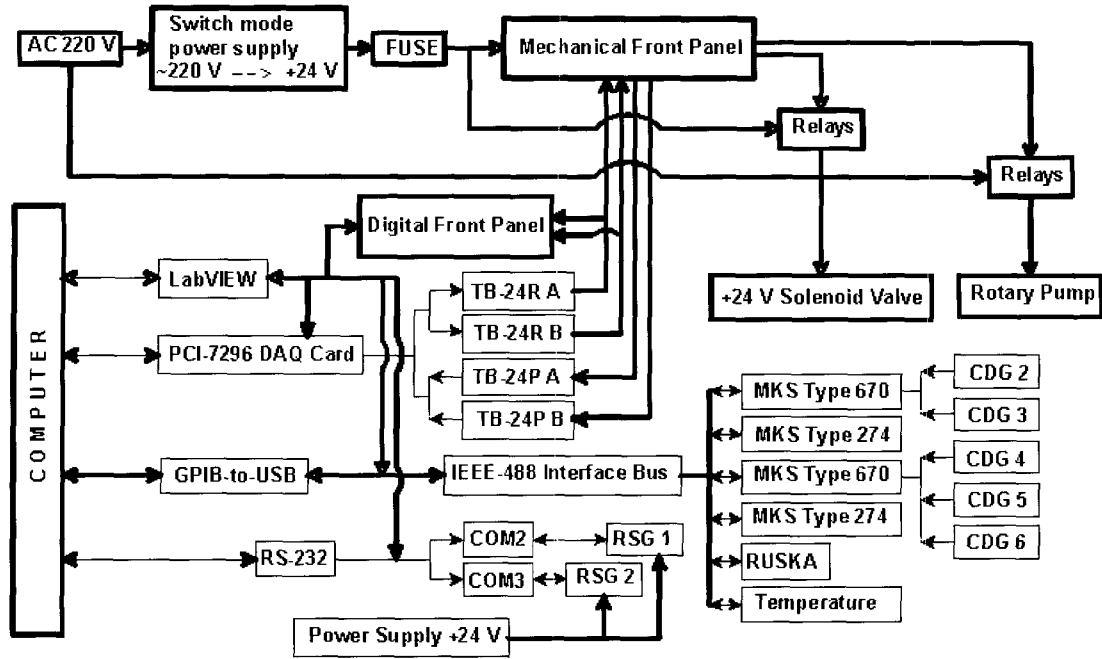 AC 220 V
Switch mode
power supply
~220 V --> +24 V
FUSE
Mechanical Front Panel
Relays
Relays
Digital Front Panel
COMPUTER
LabVIEW
TB-24R A
+24 V Solenoid Valve
Rotary Pump
TB-24R B
PCI-7296 DAQ Card
TB-24P A
TB-24P B
MKS Type 670
CDG 2
CDG 3
MKS Type 274
GPIB-to-USB
IEEE-488 Interface Bus
MKS Type 670
CDG 4
CDG 5
MKS Type 274
CDG 6
RS-232
COM2
RSG 1
COM3
RSG 2
RUSKA
Temperature
Power Supply +24 V